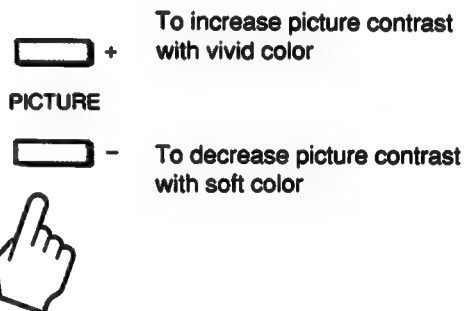 To increase picture contrast
+ with vivid color
PICTURE
- To decrease picture contrast
with soft color